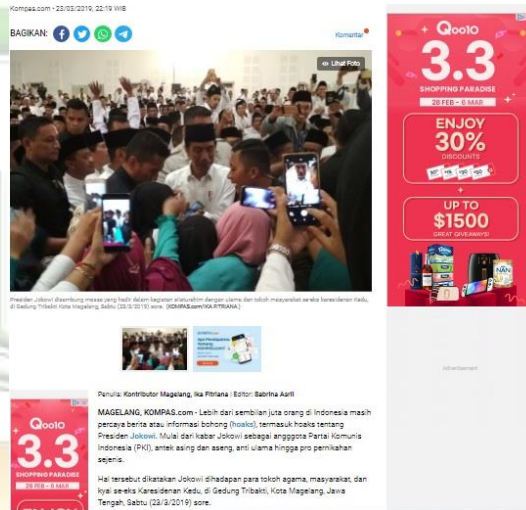 Kompas.com - 23/03/2019, 22:19 WIB
BAGIKAN:
Komentar
Lihat Foto
Presiden Jokowi disambung massa yang hadir dalam kegiatan silaturahim dengan ulama dan tokoh masyarakat se-eks karesidenan Kedu,
di Gedung Tribakti Kota Magelang, Sabtu (23/3/2019) sore. (KOMPAS.com/IKA FITRIANA)
Penulis: Kontributor Magelang, Ika Fitriana | Editor: Sabrina Asril
MAGELANG, KOMPAS.com - Lebih dari sembilan juta orang di Indonesia masih
percaya berita atau informasi bohong (hoaks), termasuk hoaks tentang
Presiden Jokowi. Mulai dari kabar Jokowi sebagai angggota Partai Komunis
Indonesia (PKI), antek asing dan aseng, anti ulama hingga pro pernikahan
sejenis.
Hal tersebut dikatakan Jokowi dihadapan para tokoh agama, masyarakat, dan
kyai se-eks Karesidenan Kedu, di Gedung Tribakti, Kota Magelang, Jawa
Tengah, Sabtu (23/3/2019) sore.
Qoo10
3.3
SHOPPING PARADISE
28 FEB - 6 MAR
ENJOY
30%
DISCOUNTS
UP TO
$1500
GREAT GIVEAWAYS!
NAN
Advertisement
Qoo10
3.3
SHOPPING PARADISE
28 FEB - 6 MAR